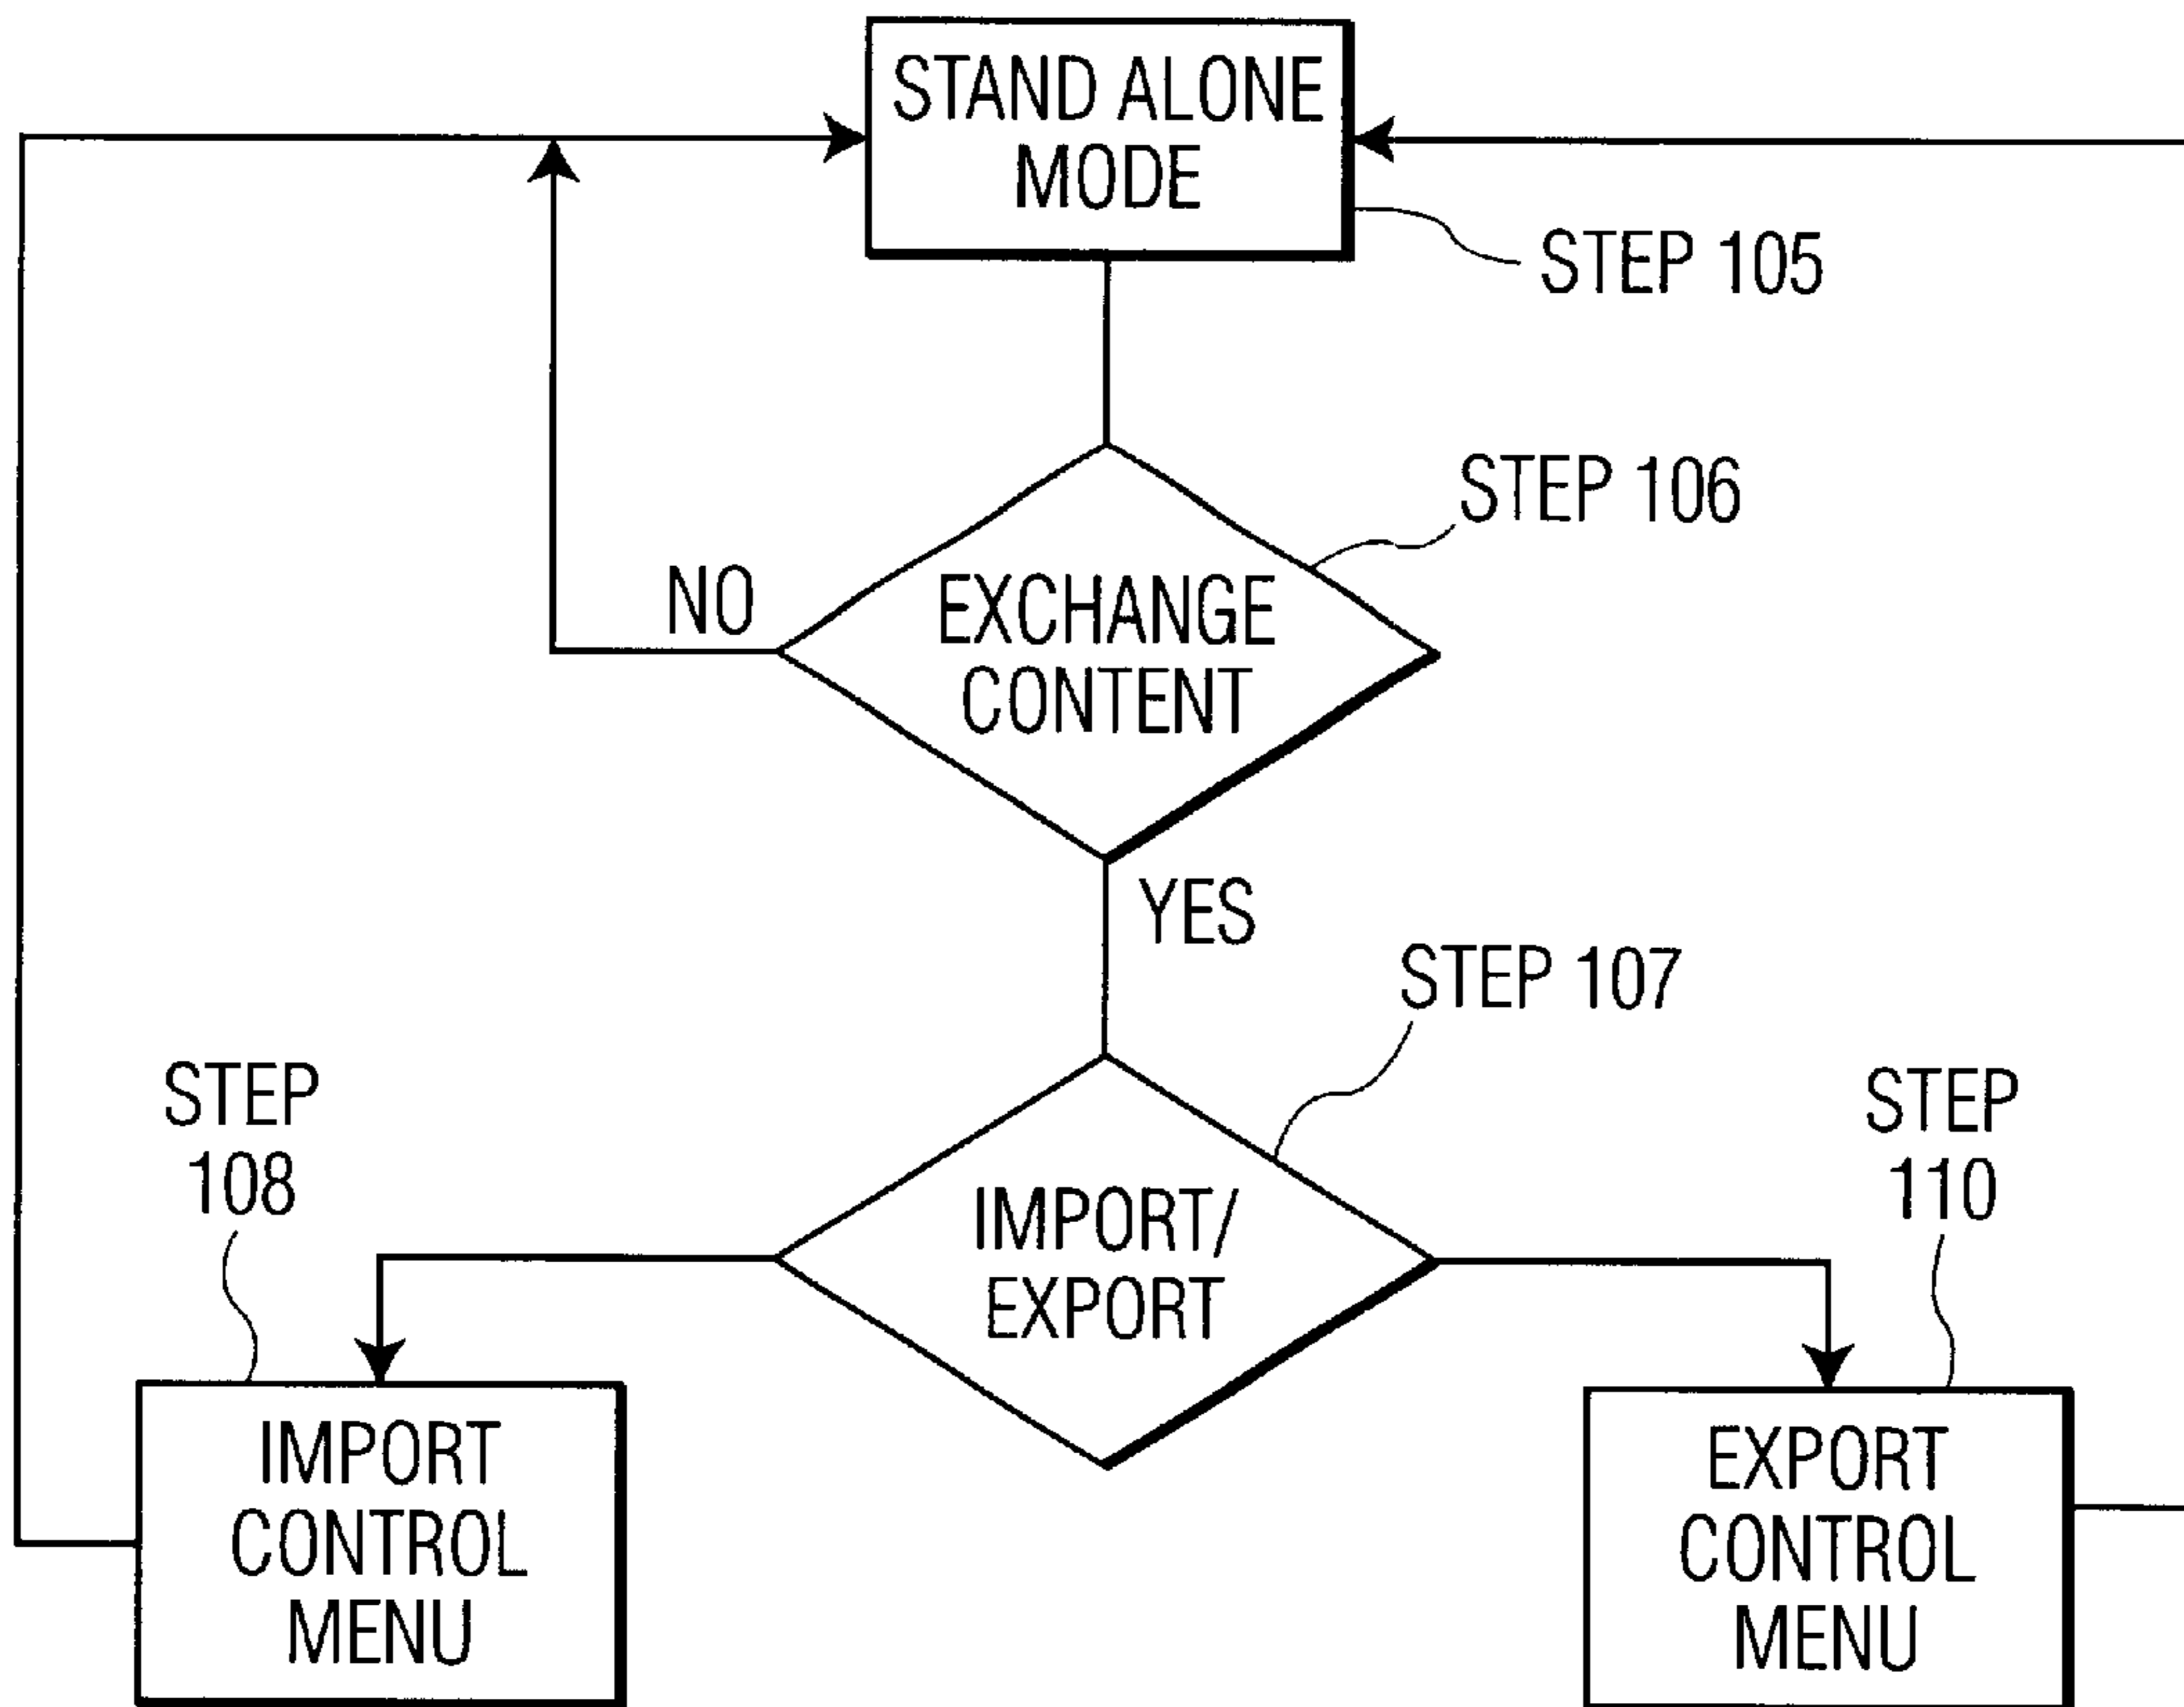 STAND ALONE
MODE
STEP 105
STEP 106
NO
EXCHANGE
CONTENT
YES
STEP 107
STEP
108
STEP
110
IMPORT/
EXPORT
IMPORT
CONTROL
MENU
EXPORT
CONTROL
MENU